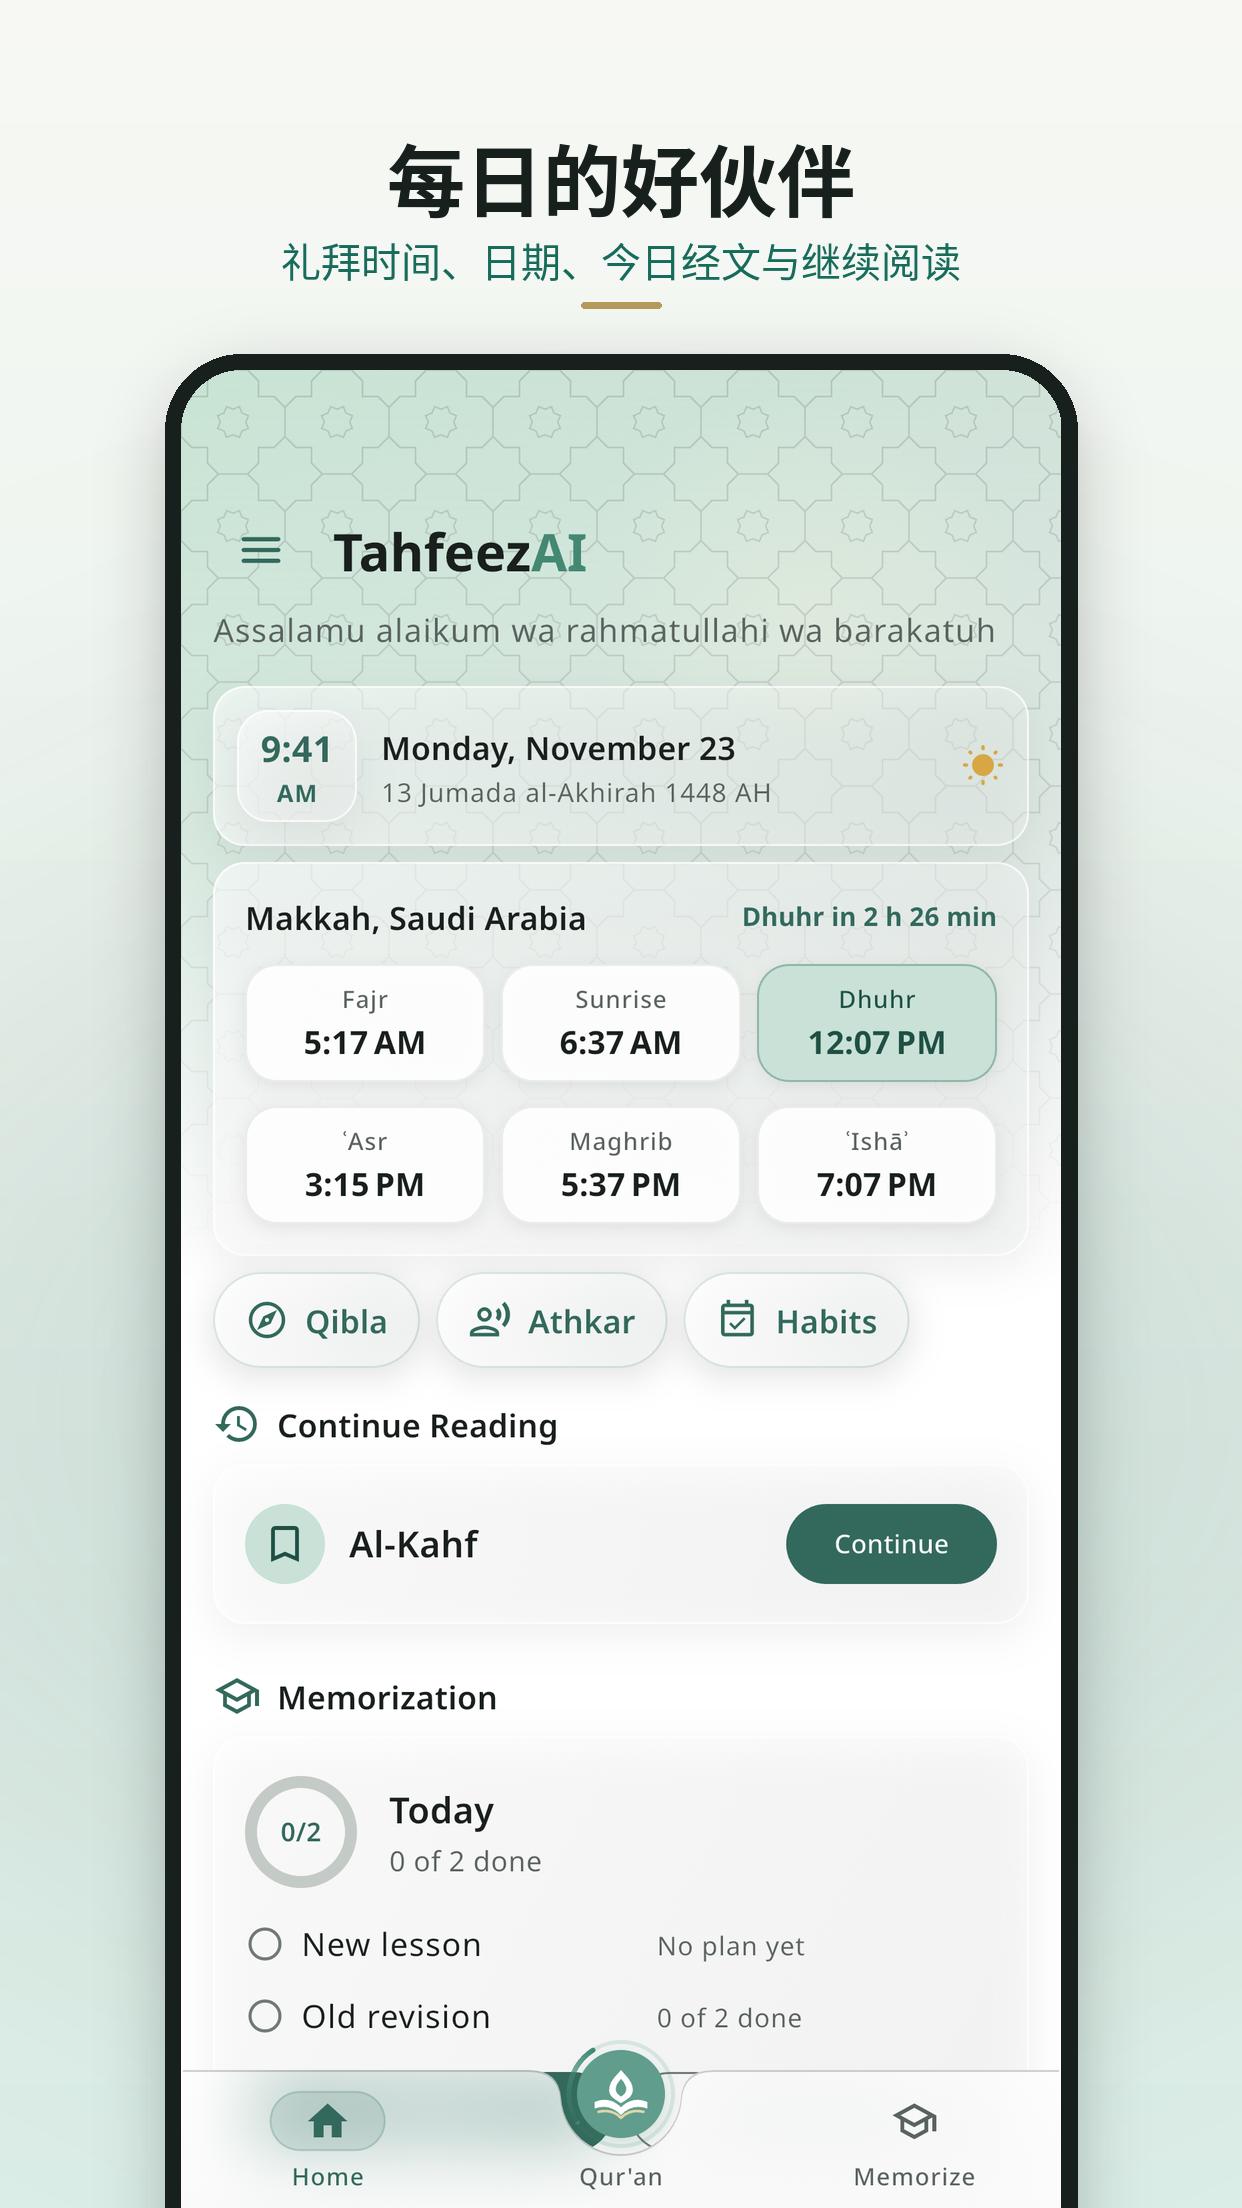 每日的好伙伴
礼拜时间、日期、今日经文与继续阅读
TahfeezAI
Assalamu alaikum wa rahmatullahi wa barakatuh
9:41
AM
Monday, November 23
13 Jumada al-Akhirah 1448 AH
Makkah, Saudi Arabia
Dhuhr in 2 h 26 min
Fajr
5:17 AM
Sunrise
6:37 AM
Dhuhr
12:07 PM
ʿAsr
3:15 PM
Maghrib
5:37 PM
ʿIshāʾ
7:07 PM
Qibla
Athkar
Habits
Continue Reading
Al-Kahf
Continue
Memorization
0/2
Today
0 of 2 done
New lesson
No plan yet
Old revision
0 of 2 done
Home
Qur'an
Memorize